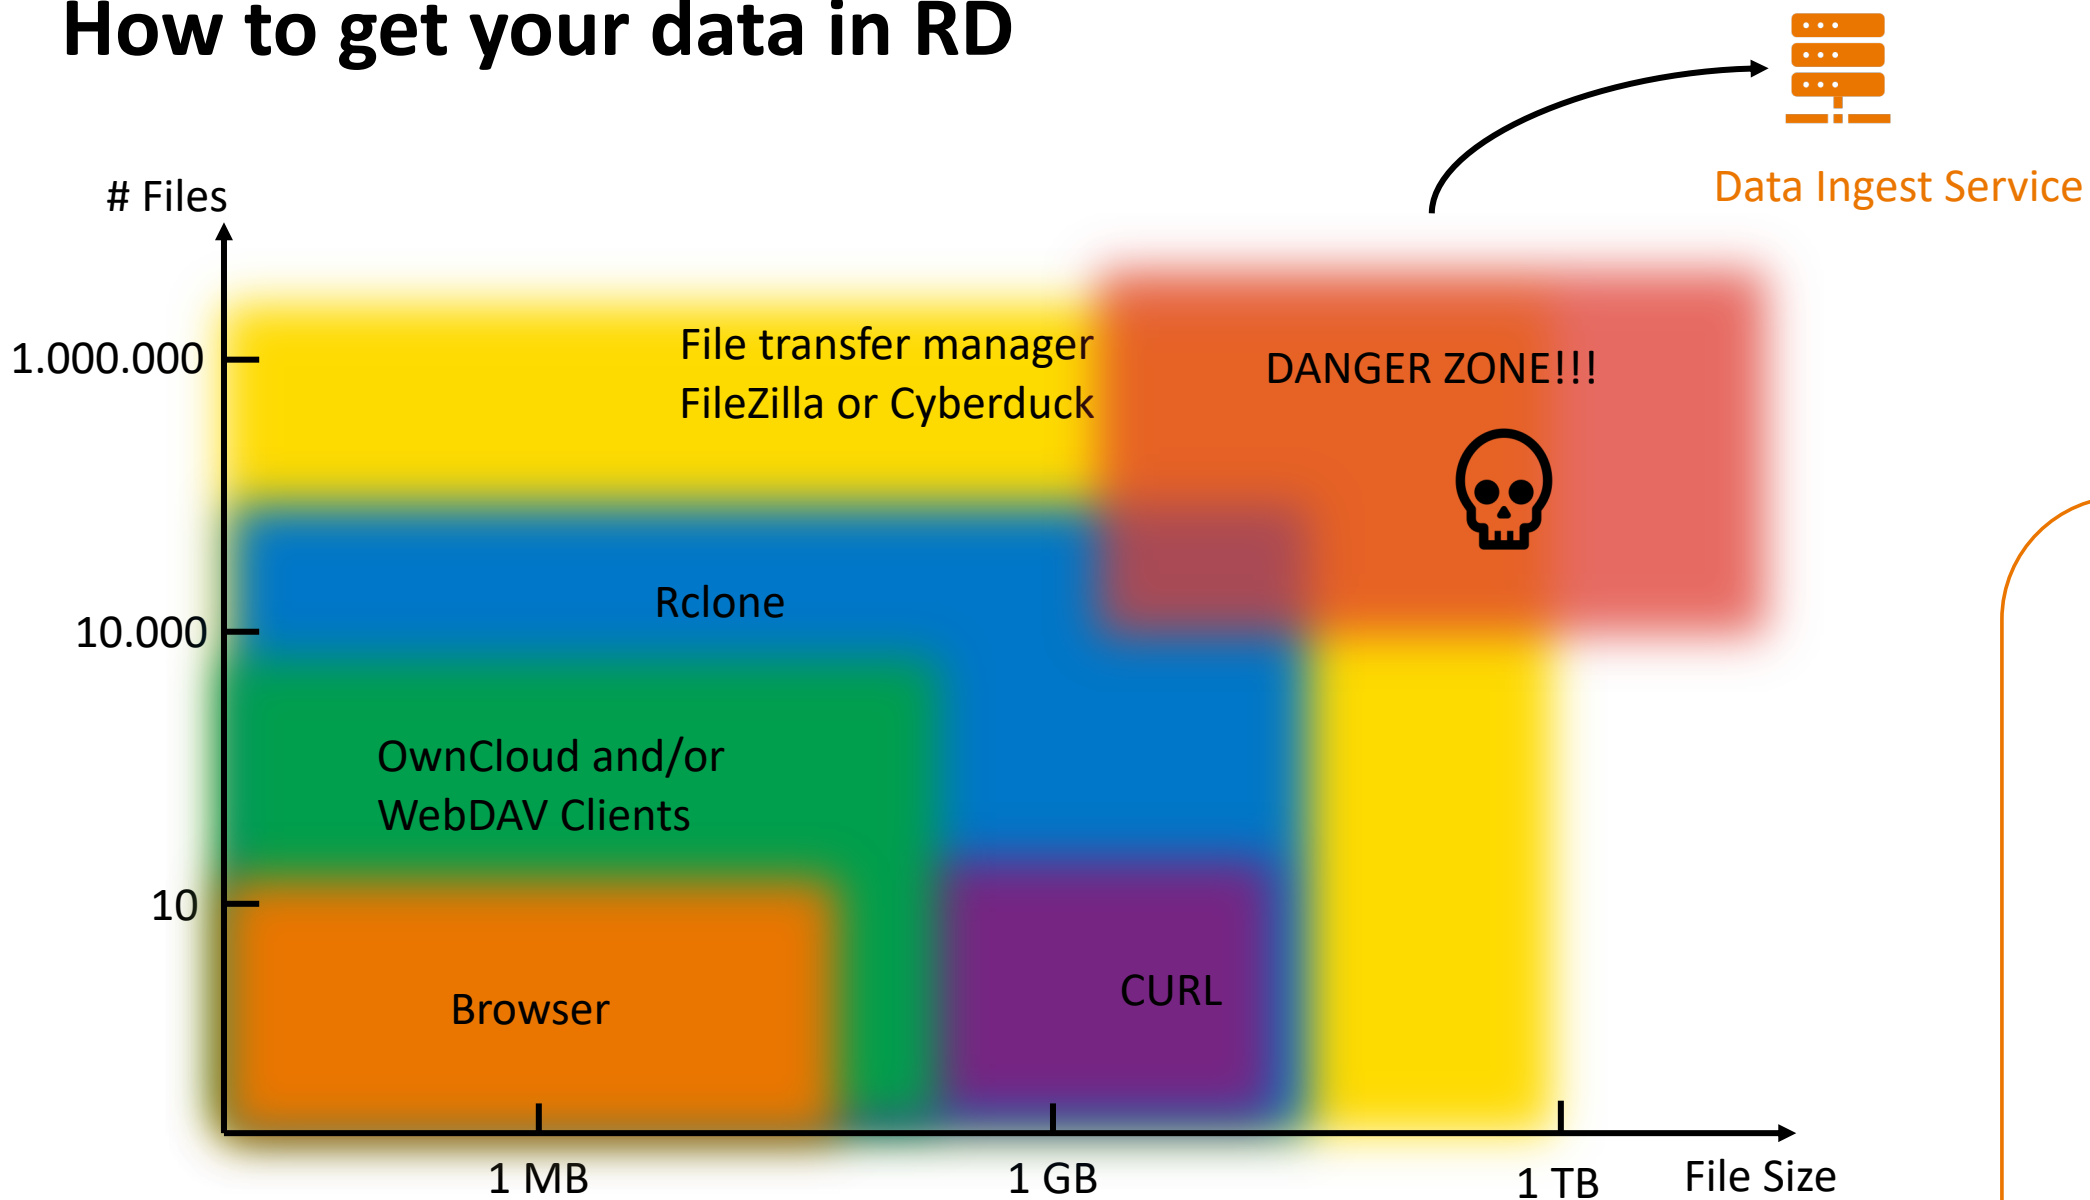 How to get your data in RD
Data Ingest Service
# Files
1.000.000
File transfer manager
FileZilla or Cyberduck
DANGER ZONE!!!
10.000
Rclone
OwnCloud and/or
WebDAV Clients
10
Browser
CURL
1 MB
1 GB
1 TB
File Size